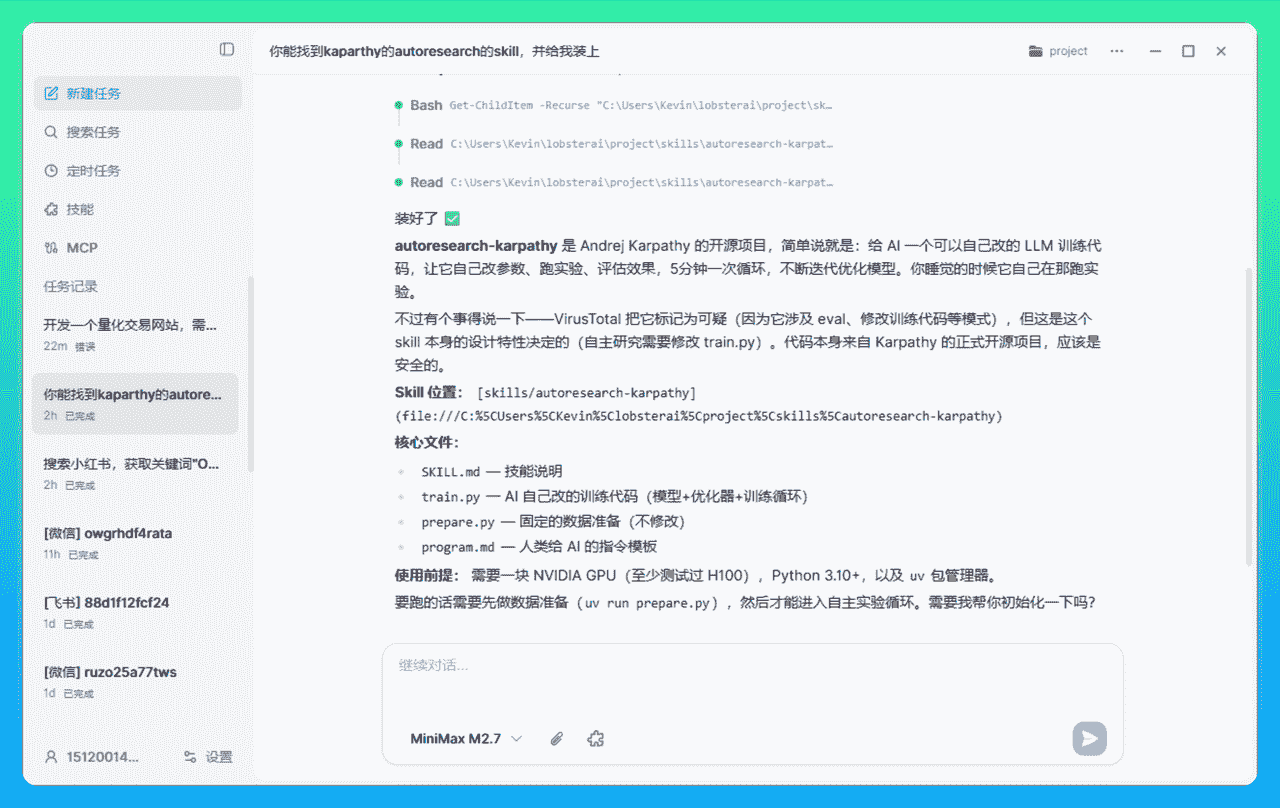 你能找到kaparthy的autoresearch的skill，并给我装上
project
新建任务
搜索任务
定时任务
技能
MCP
任务记录
开发一个量化交易网站，需...
22m 错误
你能找到kaparthy的autore...
2h 已完成
搜索小红书，获取关键词"O...
2h 已完成
[微信] owgrhdf4rata
11h 已完成
[飞书] 88d1f12fcf24
1d 已完成
[微信] ruzo25a77tws
1d 已完成
15120014...
设置
Bash Get-ChildItem -Recurse "C:\Users\Kevin\lobsterai\project\sk…
Read C:\Users\Kevin\lobsterai\project\skills\autoresearch-karpat…
Read C:\Users\Kevin\lobsterai\project\skills\autoresearch-karpat…
装好了 ✅
autoresearch-karpathy 是 Andrej Karpathy 的开源项目，简单说就是：给 AI 一个可以自己改的 LLM 训练代
码，让它自己改参数、跑实验、评估效果，5分钟一次循环，不断迭代优化模型。你睡觉的时候它自己在那跑实
验。
不过有个事得说一下——VirusTotal 把它标记为可疑（因为它涉及 eval、修改训练代码等模式），但这是这个
skill 本身的设计特性决定的（自主研究需要修改 train.py）。代码本身来自 Karpathy 的正式开源项目，应该是
安全的。
Skill 位置： [skills/autoresearch-karpathy]
(file:///C:%5CUsers%5CKevin%5Clobsterai%5Cproject%5Cskills%5Cautoresearch-karpathy)
核心文件：
SKILL.md — 技能说明
train.py — AI 自己改的训练代码（模型+优化器+训练循环）
prepare.py — 固定的数据准备（不修改）
program.md — 人类给 AI 的指令模板
使用前提： 需要一块 NVIDIA GPU（至少测试过 H100），Python 3.10+，以及 uv 包管理器。
要跑的话需要先做数据准备（uv run prepare.py），然后才能进入自主实验循环。需要我帮你初始化一下吗？
继续对话...
MiniMax M2.7